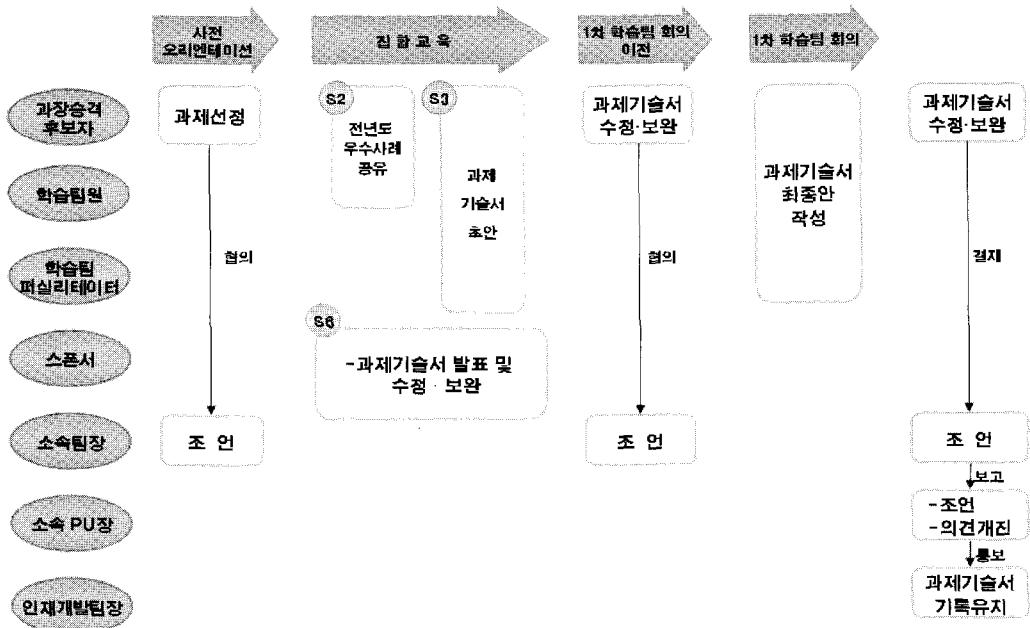 사전
오리엔테이션
집 합 교 육
1차 학습팀 회의
이전
1차 학습팀 회의
과장승격
후보자
과제선정
S2
전년도
우수사례
공유
S3
과제
기술서
초안
과제기술서
수정·보완
과제기술서
최종안
작성
과제기술서
수정·보완
학습팀원
학습팀
퍼실리테이터
협의
협의
결재
스폰서
S6
-과제기술서 발표 및
수정 · 보완
소속팀장
조 언
조 언
조 언
보고
소속 PU장
-조언
-의견개진
통보
인재개발팀장
과제기술서
기록유지